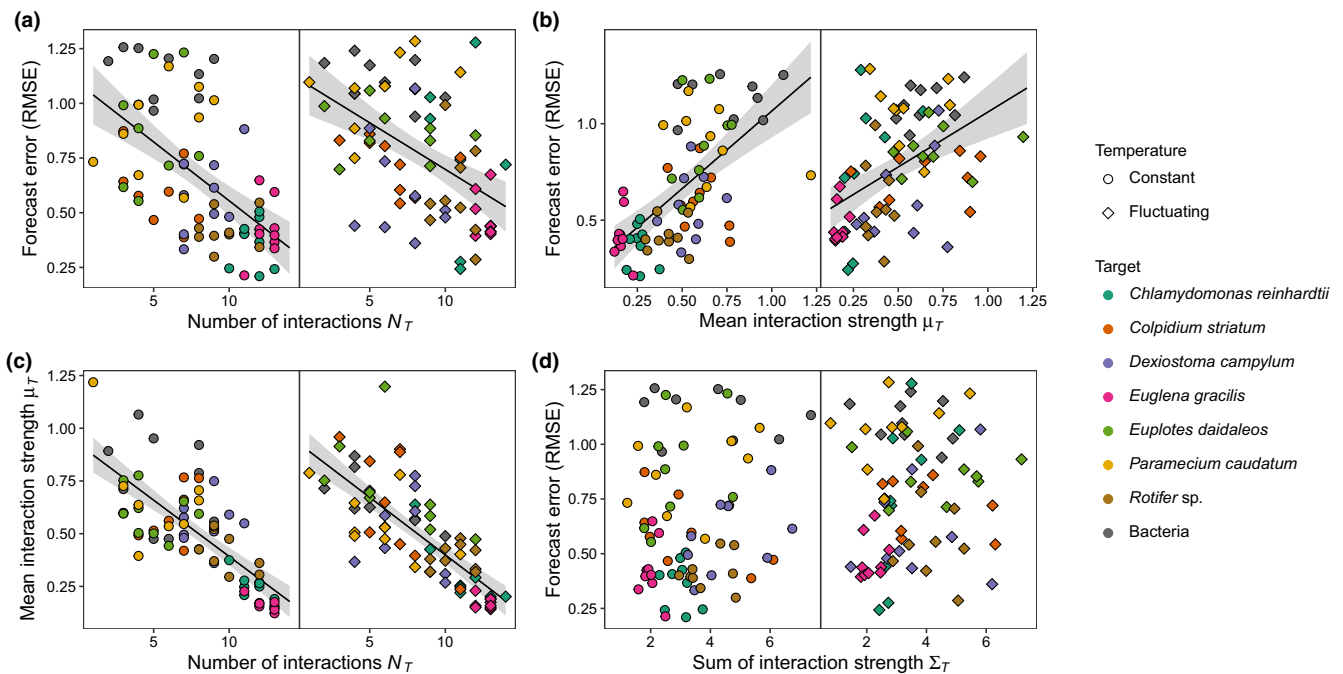 (a)
Forecast error (RMSE)
1.25
1.00
0.75
0.50
0.25
5
10
5
10
Number of interactions N_T
(b)
Forecast error (RMSE)
1.5
1.0
0.5
0.25
0.50
0.75
1.00
1.25
0.25
0.50
0.75
1.00
1.25
Mean interaction strength μ_T
(c)
Mean interaction strength μ_T
1.25
1.00
0.75
0.50
0.25
5
10
5
10
Number of interactions N_T
(d)
Forecast error (RMSE)
1.25
1.00
0.75
0.50
0.25
2
4
6
2
4
6
Sum of interaction strength Σ_T
Temperature
Constant
Fluctuating
Target
Chlamydomonas reinhardtii
Colpidium striatum
Dexiostoma campylum
Euglena gracilis
Euplotes daidaleos
Paramecium caudatum
Rotifer sp.
Bacteria